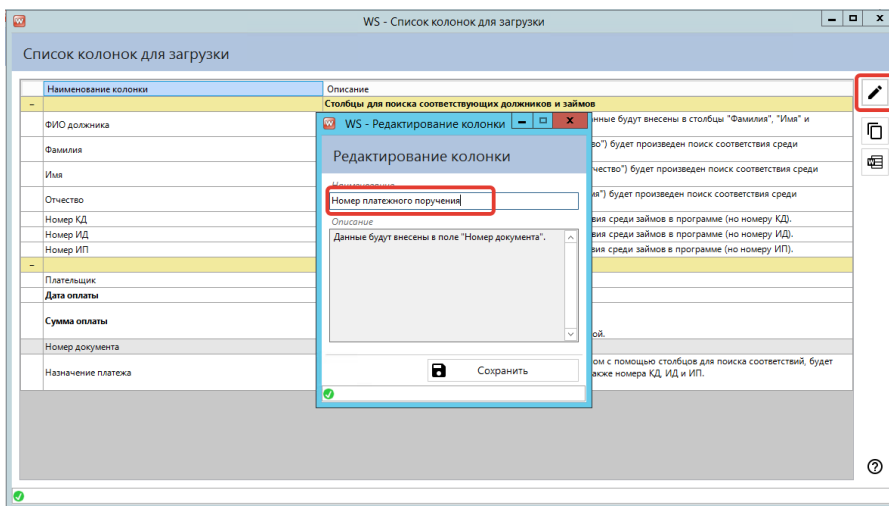 WS - Список колонок для загрузки
Список колонок для загрузки
Наименование колонки
Описание
Столбцы для поиска соответствующих должников и займов
ФИО должника
нные будут внесены в столбцы "Фамилия", "Имя" и
Фамилия
во") будет произведен поиск соответствия среди
Имя
чество") будет произведен поиск соответствия среди
Отчество
ия") будет произведен поиск соответствия среди
Номер КД
вия среди займов в программе (но номеру КД).
Номер ИД
вия среди займов в программе (но номеру ИД).
Номер ИП
вия среди займов в программе (но номеру ИП).
Плательщик
Дата оплаты
Сумма оплаты
ой.
Номер документа
Назначение платежа
ом с помощью столбцов для поиска соответствий, будет
акже номера КД, ИД и ИП.
WS - Редактирование колонки
Редактирование колонки
Наименование
Номер платежного поручения
Описание
Данные будут внесены в поле "Номер документа".
Сохранить